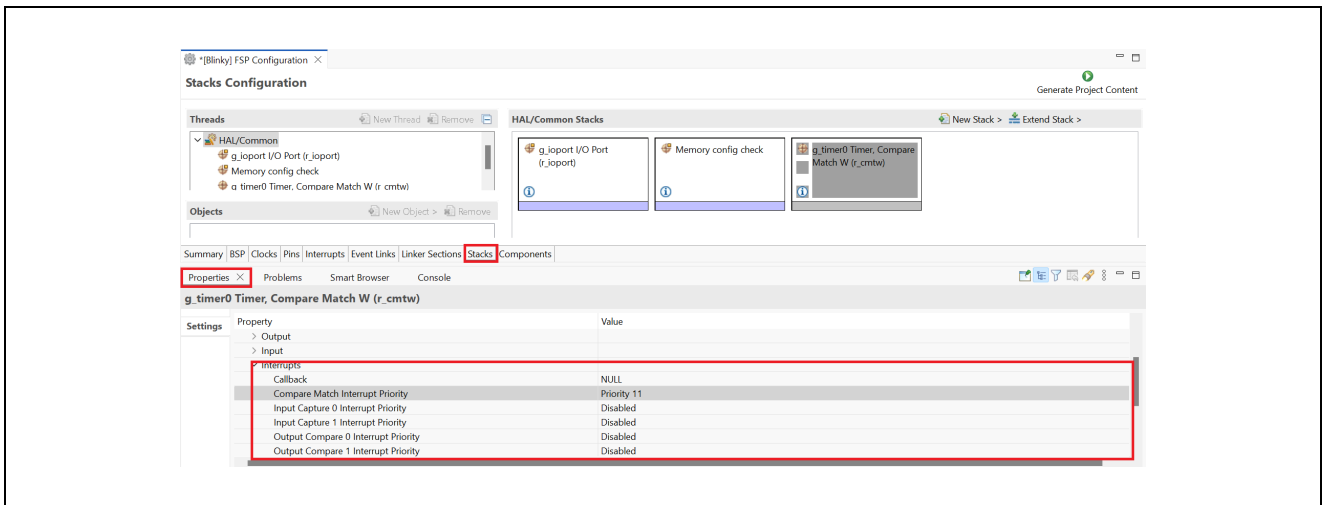 *[Blinky] FSP Configuration
Stacks Configuration
Generate Project Content
Threads
New Thread
Remove
HAL/Common
g_ioport I/O Port (r_ioport)
Memory config check
g_timer0 Timer, Compare Match W (r_cmtw)
Objects
New Object >
Remove
HAL/Common Stacks
New Stack >
Extend Stack >
g_ioport I/O Port
(r_ioport)
Memory config check
g_timer0 Timer, Compare
Match W (r_cmtw)
Summary BSP Clocks Pins Interrupts Event Links Linker Sections Stacks Components
Properties Problems Smart Browser Console
g_timer0 Timer, Compare Match W (r_cmtw)
Settings
Property Value
> Output
> Input
Interrupts
Callback NULL
Compare Match Interrupt Priority Priority 11
Input Capture 0 Interrupt Priority Disabled
Input Capture 1 Interrupt Priority Disabled
Output Compare 0 Interrupt Priority Disabled
Output Compare 1 Interrupt Priority Disabled